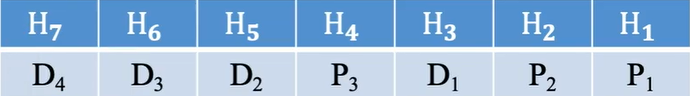 H₇ H₆ H₅ H₄ H₃ H₂ H₁
D₄ D₃ D₂ P₃ D₁ P₂ P₁